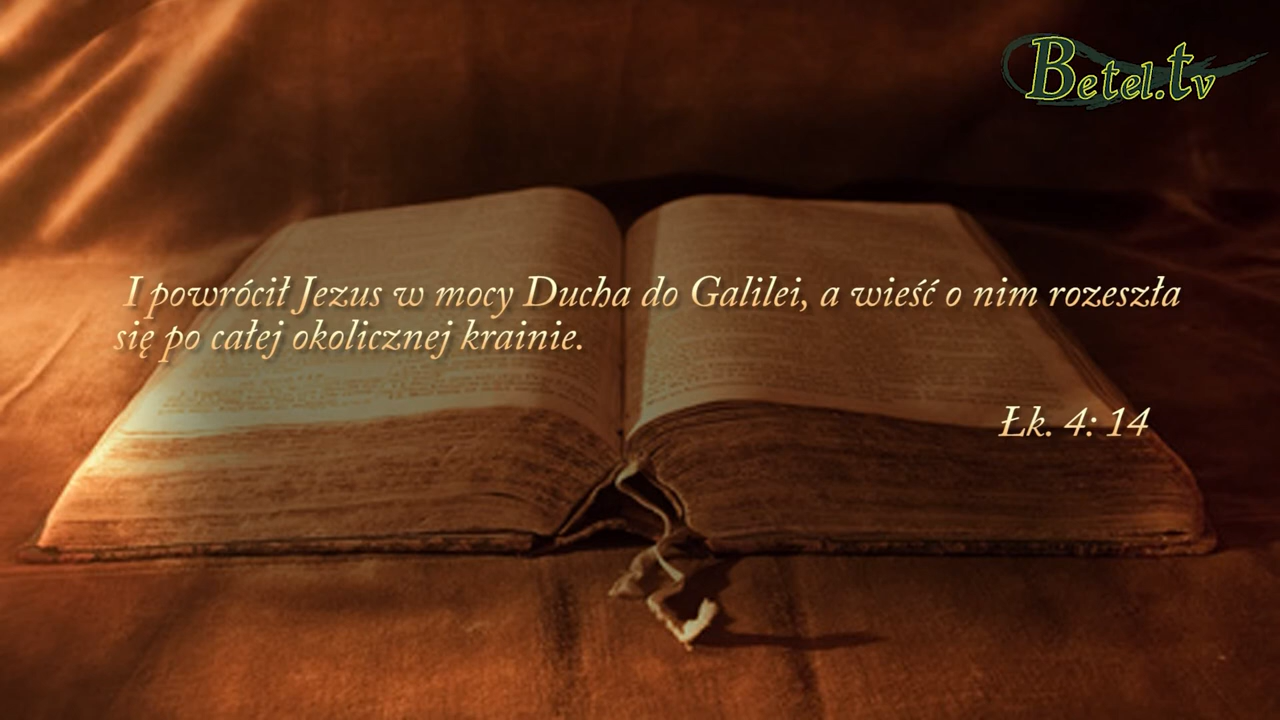 Betel.tv
I powrócił Jezus w mocy Ducha do Galilei, a wieść o nim rozeszła
się po całej okolicznej krainie.
Łk. 4: 14